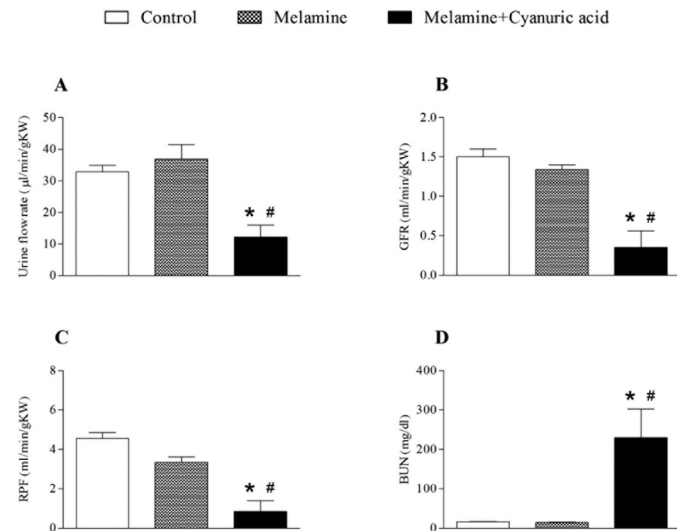 Control Melamine Melamine+Cyanuric acid
A
Urine flow rate ( μl/min/gKW)
50
40
30
20
10
0
* #
B
GFR (ml/min/gKW)
2.0
1.5
1.0
0.5
0.0
* #
C
RPF (ml/min/gKW)
8
6
4
2
0
* #
D
BUN (mg/dl)
400
300
200
100
0
* #